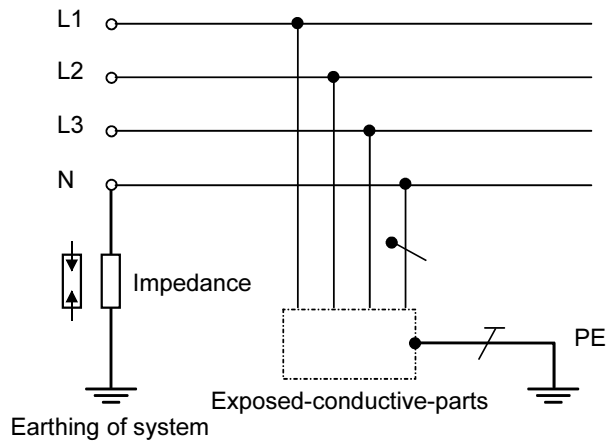 L1
L2
L3
N
Impedance
PE
Exposed-conductive-parts
Earthing of system